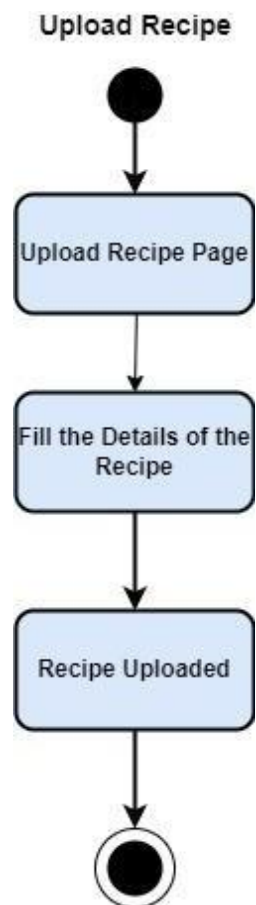 Upload Recipe
Upload Recipe Page
Fill the Details of the
Recipe
Recipe Uploaded